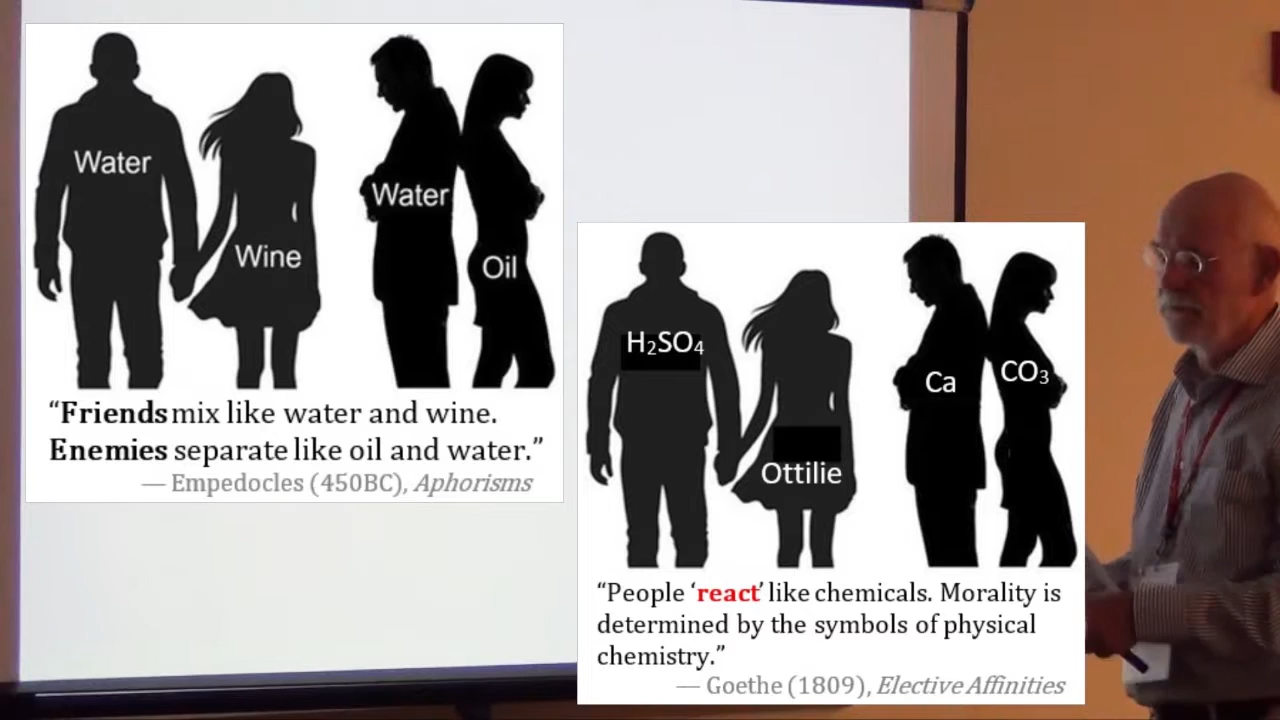 Water
Wine
Water
Oil
“Friends mix like water and wine.
Enemies separate like oil and water.”
— Empedocles (450BC), Aphorisms
H₂SO₄
Ottilie
Ca
CO₃
“People ‘react’ like chemicals. Morality is
determined by the symbols of physical
chemistry.”
— Goethe (1809), Elective Affinities